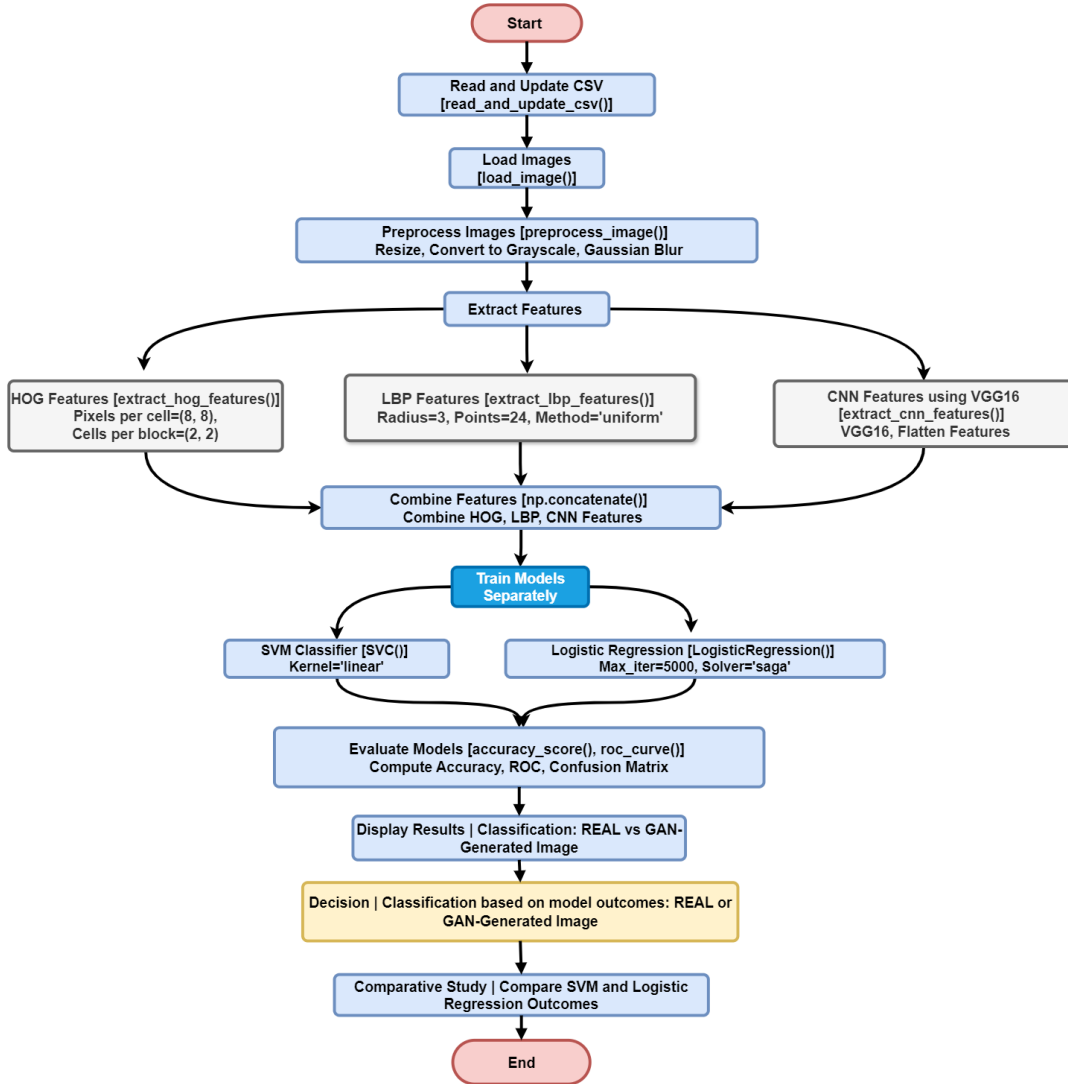 Start
Read and Update CSV
[read_and_update_csv()]
Load Images
[load_image()]
Preprocess Images [preprocess_image()]
Resize, Convert to Grayscale, Gaussian Blur
Extract Features
HOG Features [extract_hog_features()]
Pixels per cell=(8, 8),
Cells per block=(2, 2)
LBP Features [extract_lbp_features()]
Radius=3, Points=24, Method='uniform'
CNN Features using VGG16
[extract_cnn_features()]
VGG16, Flatten Features
Combine Features [np.concatenate()]
Combine HOG, LBP, CNN Features
Train Models
Separately
SVM Classifier [SVC()]
Kernel='linear'
Logistic Regression [LogisticRegression()]
Max_iter=5000, Solver='saga'
Evaluate Models [accuracy_score(), roc_curve()]
Compute Accuracy, ROC, Confusion Matrix
Display Results | Classification: REAL vs GAN-
Generated Image
Decision | Classification based on model outcomes: REAL or
GAN-Generated Image
Comparative Study | Compare SVM and Logistic
Regression Outcomes
End